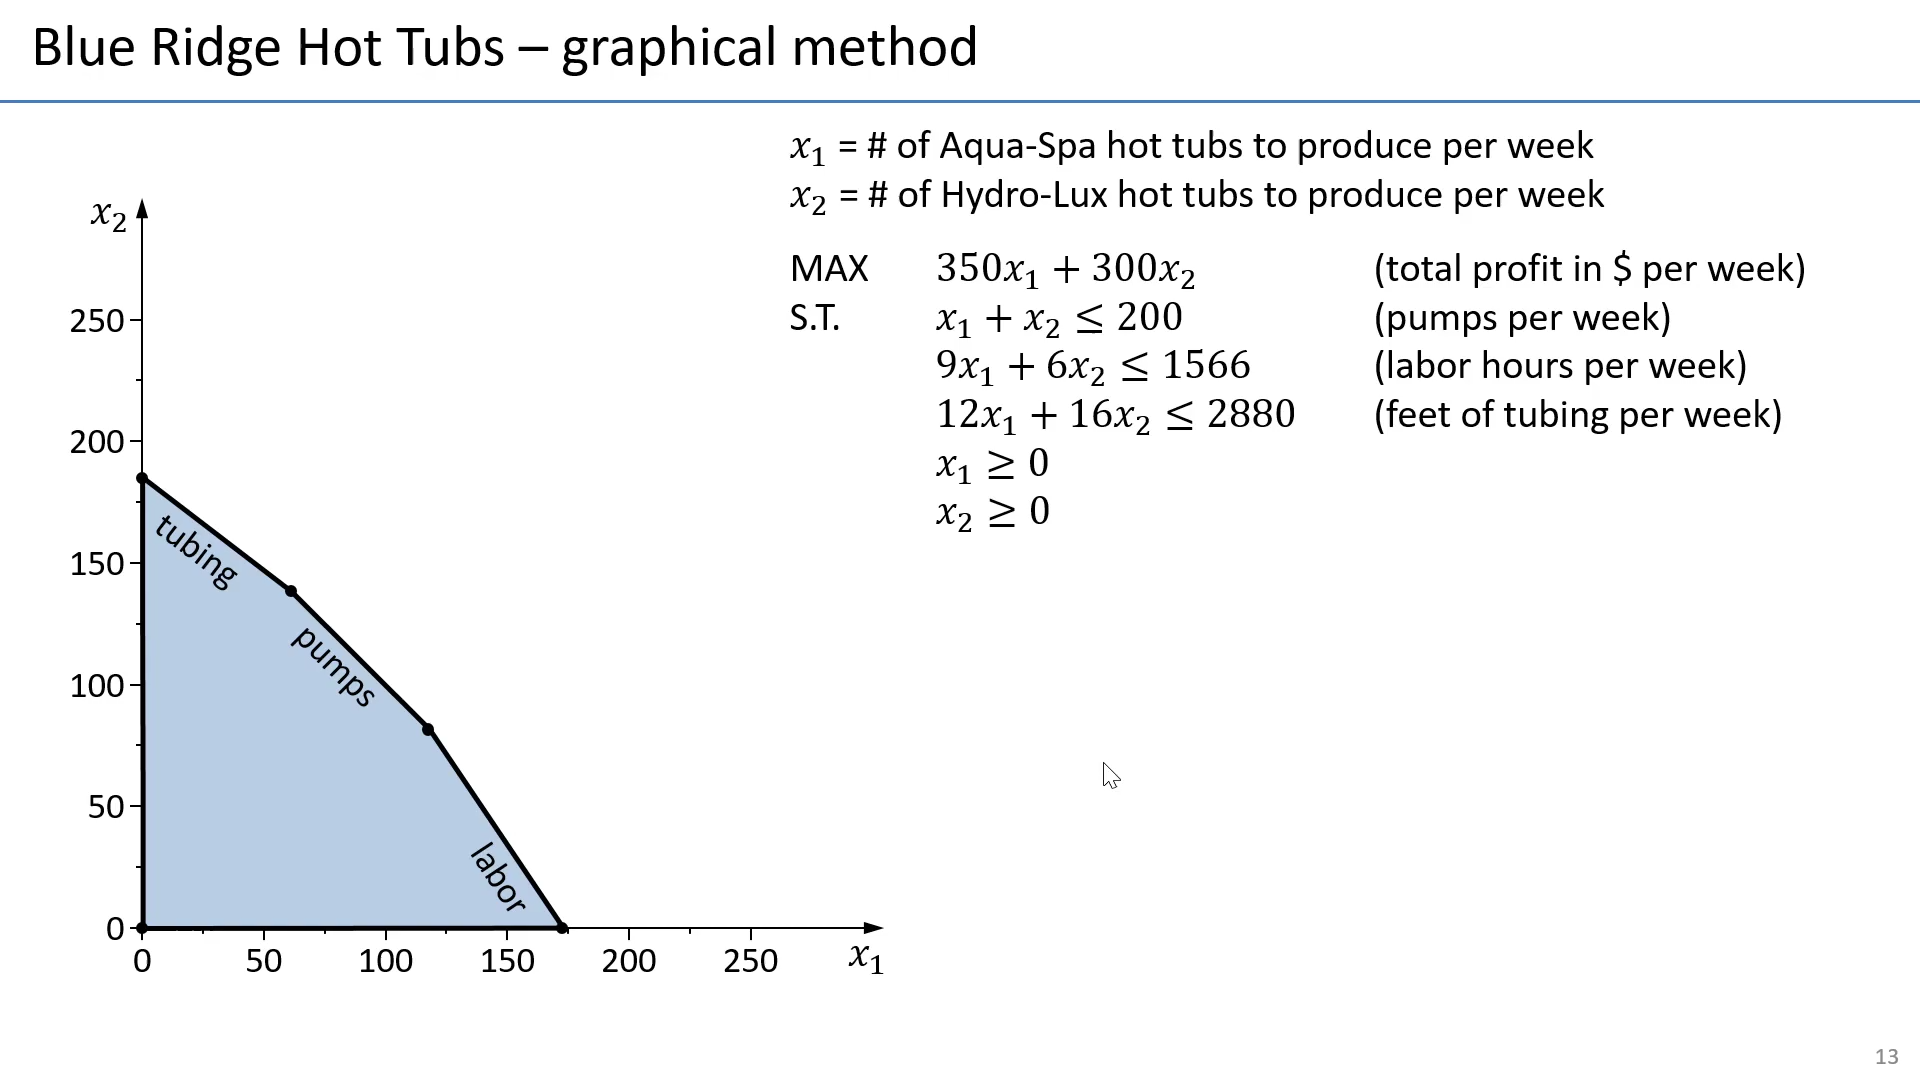 Blue Ridge Hot Tubs – graphical method
x₁ = # of Aqua-Spa hot tubs to produce per week
x₂ = # of Hydro-Lux hot tubs to produce per week
MAX 350x₁ + 300x₂ (total profit in $ per week)
S.T. x₁ + x₂ ≤ 200 (pumps per week)
9x₁ + 6x₂ ≤ 1566 (labor hours per week)
12x₁ + 16x₂ ≤ 2880 (feet of tubing per week)
x₁ ≥ 0
x₂ ≥ 0
x₂
250
200
150
100
50
0
tubing
pumps
labor
0 50 100 150 200 250 x₁
13